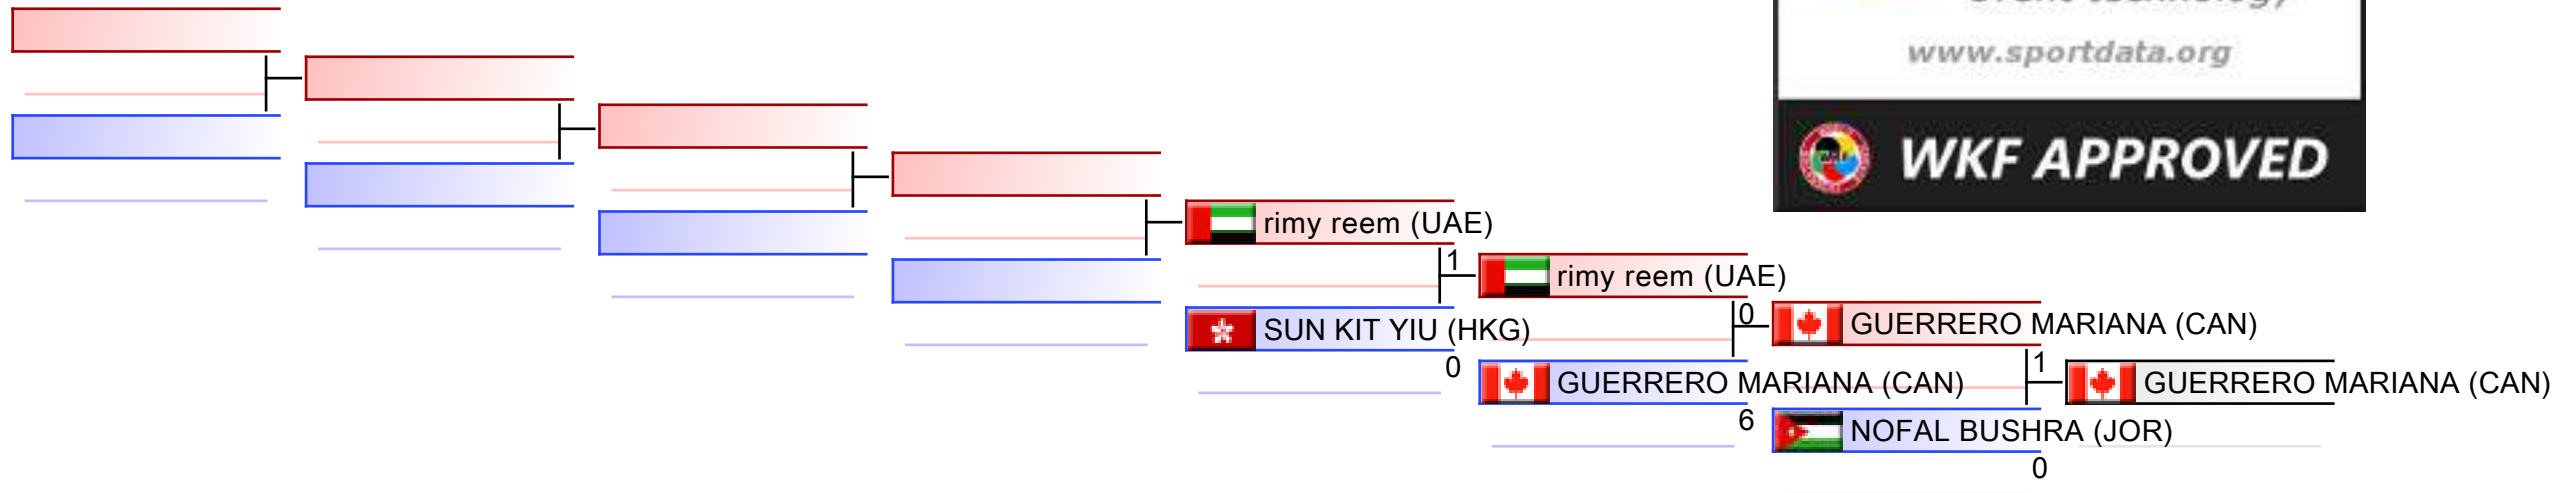 www.sportdata.org
WKF APPROVED
rimy reem (UAE)
1
rimy reem (UAE)
SUN KIT YIU (HKG)
0
0
GUERRERO MARIANA (CAN)
GUERRERO MARIANA (CAN)
6
1
GUERRERO MARIANA (CAN)
NOFAL BUSHRA (JOR)
0